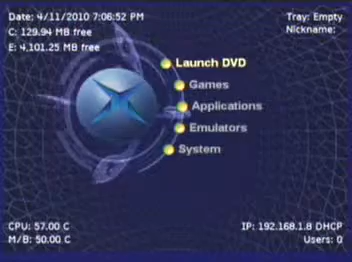 Date: 4/11/2010 7:06:52 PM
Tray: Empty
C: 129.94 MB free
Nickname:
E: 4,101.25 MB free
Launch DVD
Games
Applications
Emulators
System
CPU: 57.00 C
IP: 192.168.1.8 DHCP
M/B: 50.00 C
Users: 0